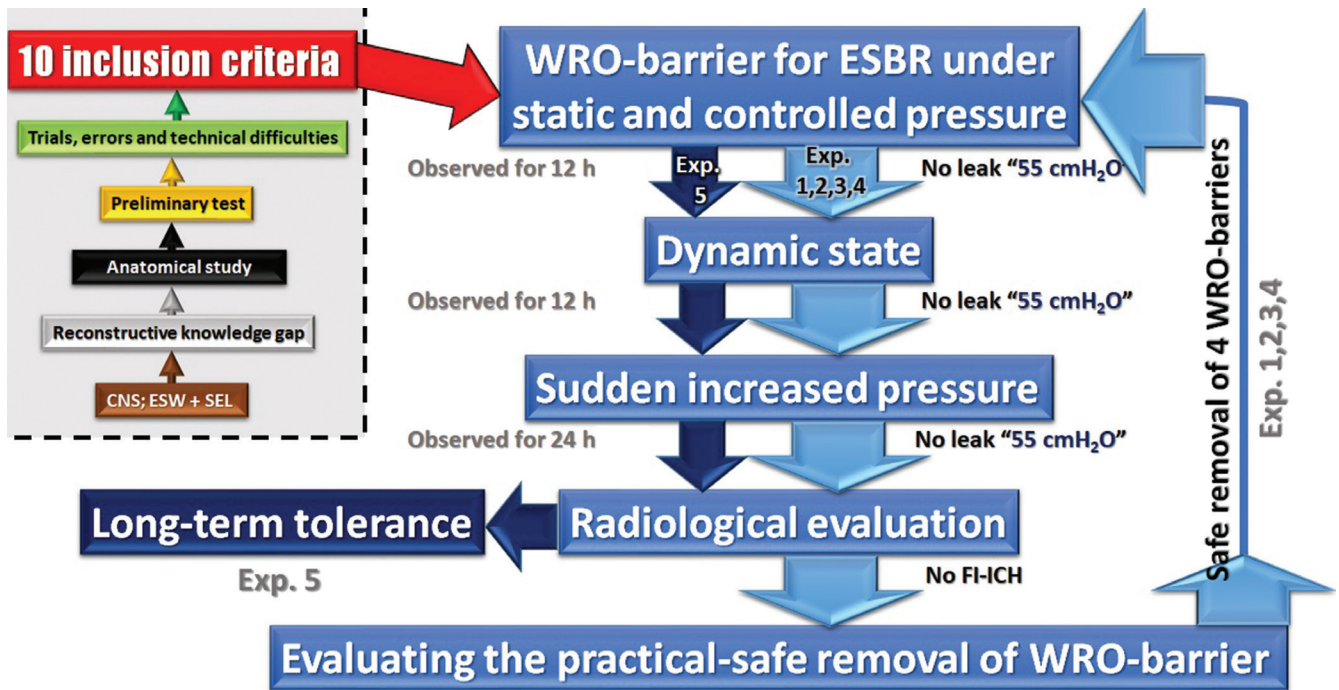 10 inclusion criteria
Trials, errors and technical difficulties
Preliminary test
Anatomical study
Reconstructive knowledge gap
CNS; ESW + SEL
WRO-barrier for ESBR under
static and controlled pressure
Observed for 12 h
Exp.
5
Exp.
1,2,3,4
No leak “55 cmH₂O”
Dynamic state
Observed for 12 h
No leak “55 cmH₂O”
Sudden increased pressure
Observed for 24 h
No leak “55 cmH₂O”
Long-term tolerance
Radiological evaluation
Exp. 5
No FI-ICH
Evaluating the practical-safe removal of WRO-barrier
Safe removal of 4 WRO-barriers
Exp. 1,2,3,4